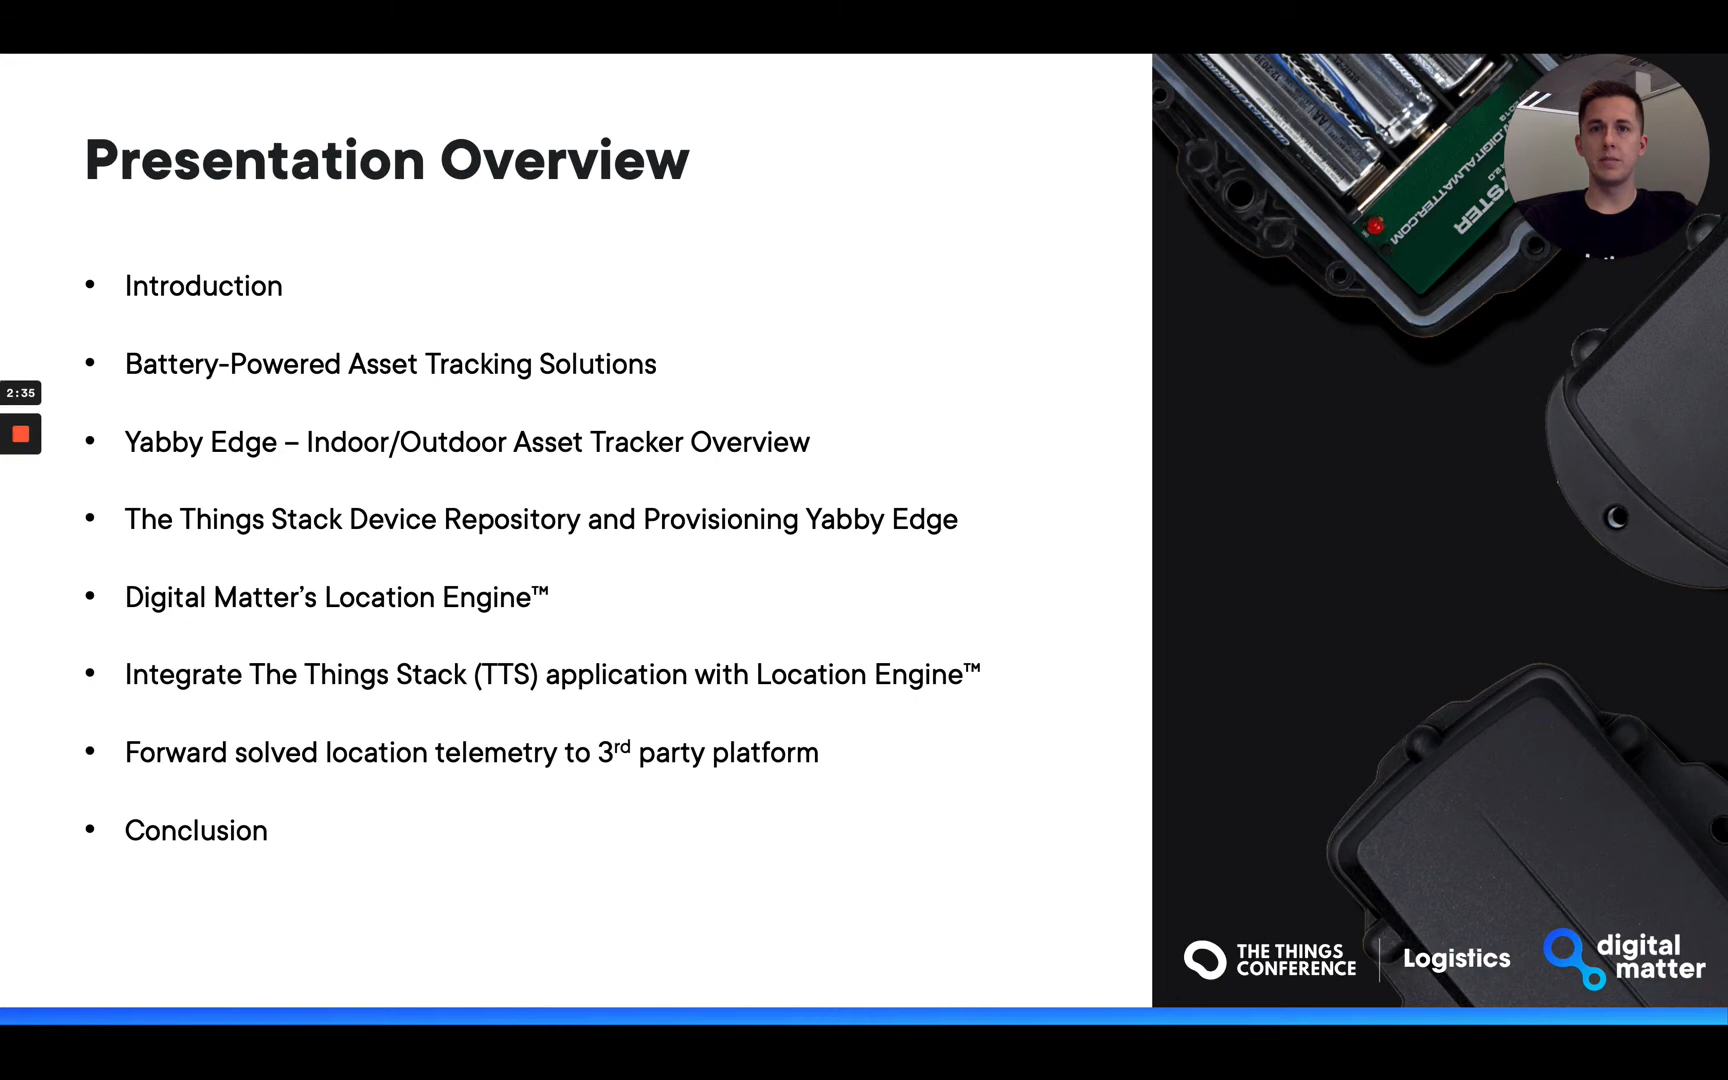 Presentation Overview
• Introduction
• Battery-Powered Asset Tracking Solutions
• Yabby Edge – Indoor/Outdoor Asset Tracker Overview
• The Things Stack Device Repository and Provisioning Yabby Edge
• Digital Matter’s Location Engine™
• Integrate The Things Stack (TTS) application with Location Engine™
• Forward solved location telemetry to 3rd party platform
• Conclusion
2:35
THE THINGS
CONFERENCE
Logistics
digital
matter